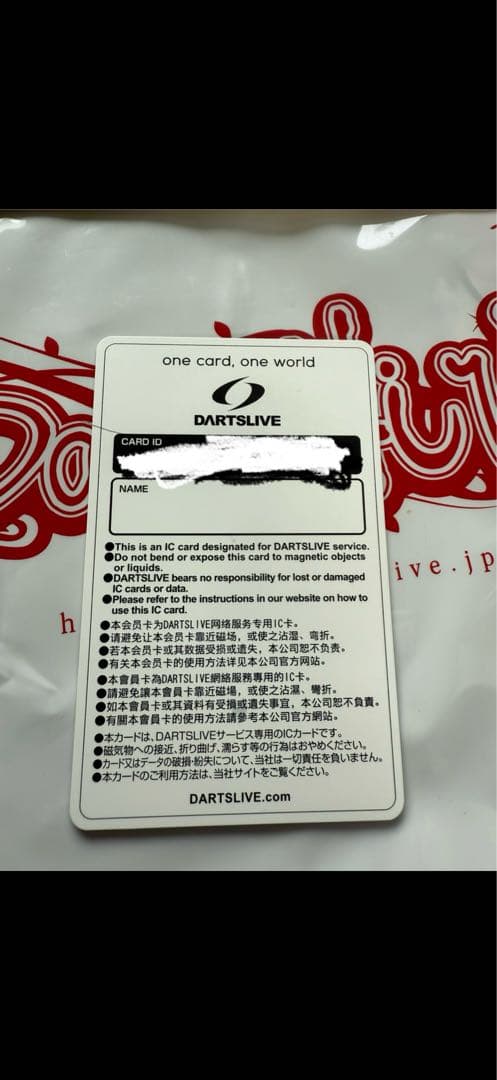 one card, one world
DARTSLIVE
CARD ID
NAME
●This is an IC card designated for DARTSLIVE service.
●Do not bend or expose this card to magnetic objects
or liquids.
●DARTSLIVE bears no responsibility for lost or damaged
IC cards or data.
●Please refer to the instructions in our website on how to
use this IC card.
●本会员卡为DARTSLIVE网络服务专用IC卡。
●请避免让本会员卡靠近磁场，或使之沾湿、弯折。
●若本会员卡或其数据受损或遗失，本公司恕不负责。
●有关本会员卡的使用方法详见本公司官方网站。
●本會員卡為DARTSLIVE網絡服務專用的IC卡。
●請避免讓本會員卡靠近磁場，或使之沾濕、彎折。
●如本會員卡或其資料有受損或遺失事宜，本公司恕不負責。
●有關本會員卡的使用方法請參考本公司官方網站。
●本カードは、DARTSLIVEサービス専用のICカードです。
●磁気物への接近、折り曲げ、濡らす等の行為はおやめください。
●カード又はデータの破損・紛失について、当社は一切責任を負いません。
●本カードのご利用方法は、当社サイトをご覧ください。
DARTSLIVE.com
h
ive.jp